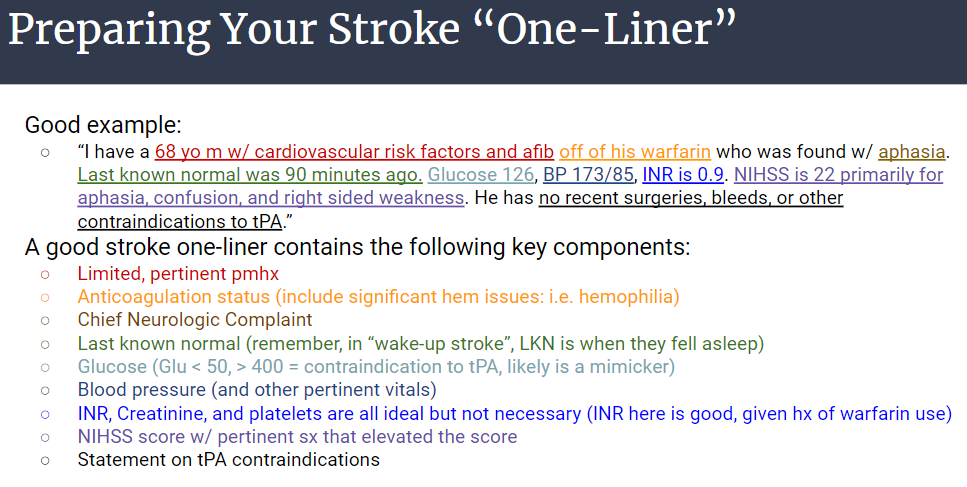 Preparing Your Stroke “One-Liner”
Good example:
○ “I have a 68 yo m w/ cardiovascular risk factors and afib off of his warfarin who was found w/ aphasia.
Last known normal was 90 minutes ago. Glucose 126, BP 173/85, INR is 0.9. NIHSS is 22 primarily for
aphasia, confusion, and right sided weakness. He has no recent surgeries, bleeds, or other
contraindications to tPA.”
A good stroke one-liner contains the following key components:
○ Limited, pertinent pmhx
○ Anticoagulation status (include significant hem issues: i.e. hemophilia)
○ Chief Neurologic Complaint
○ Last known normal (remember, in “wake-up stroke”, LKN is when they fell asleep)
○ Glucose (Glu < 50, > 400 = contraindication to tPA, likely is a mimicker)
○ Blood pressure (and other pertinent vitals)
○ INR, Creatinine, and platelets are all ideal but not necessary (INR here is good, given hx of warfarin use)
○ NIHSS score w/ pertinent sx that elevated the score
○ Statement on tPA contraindications